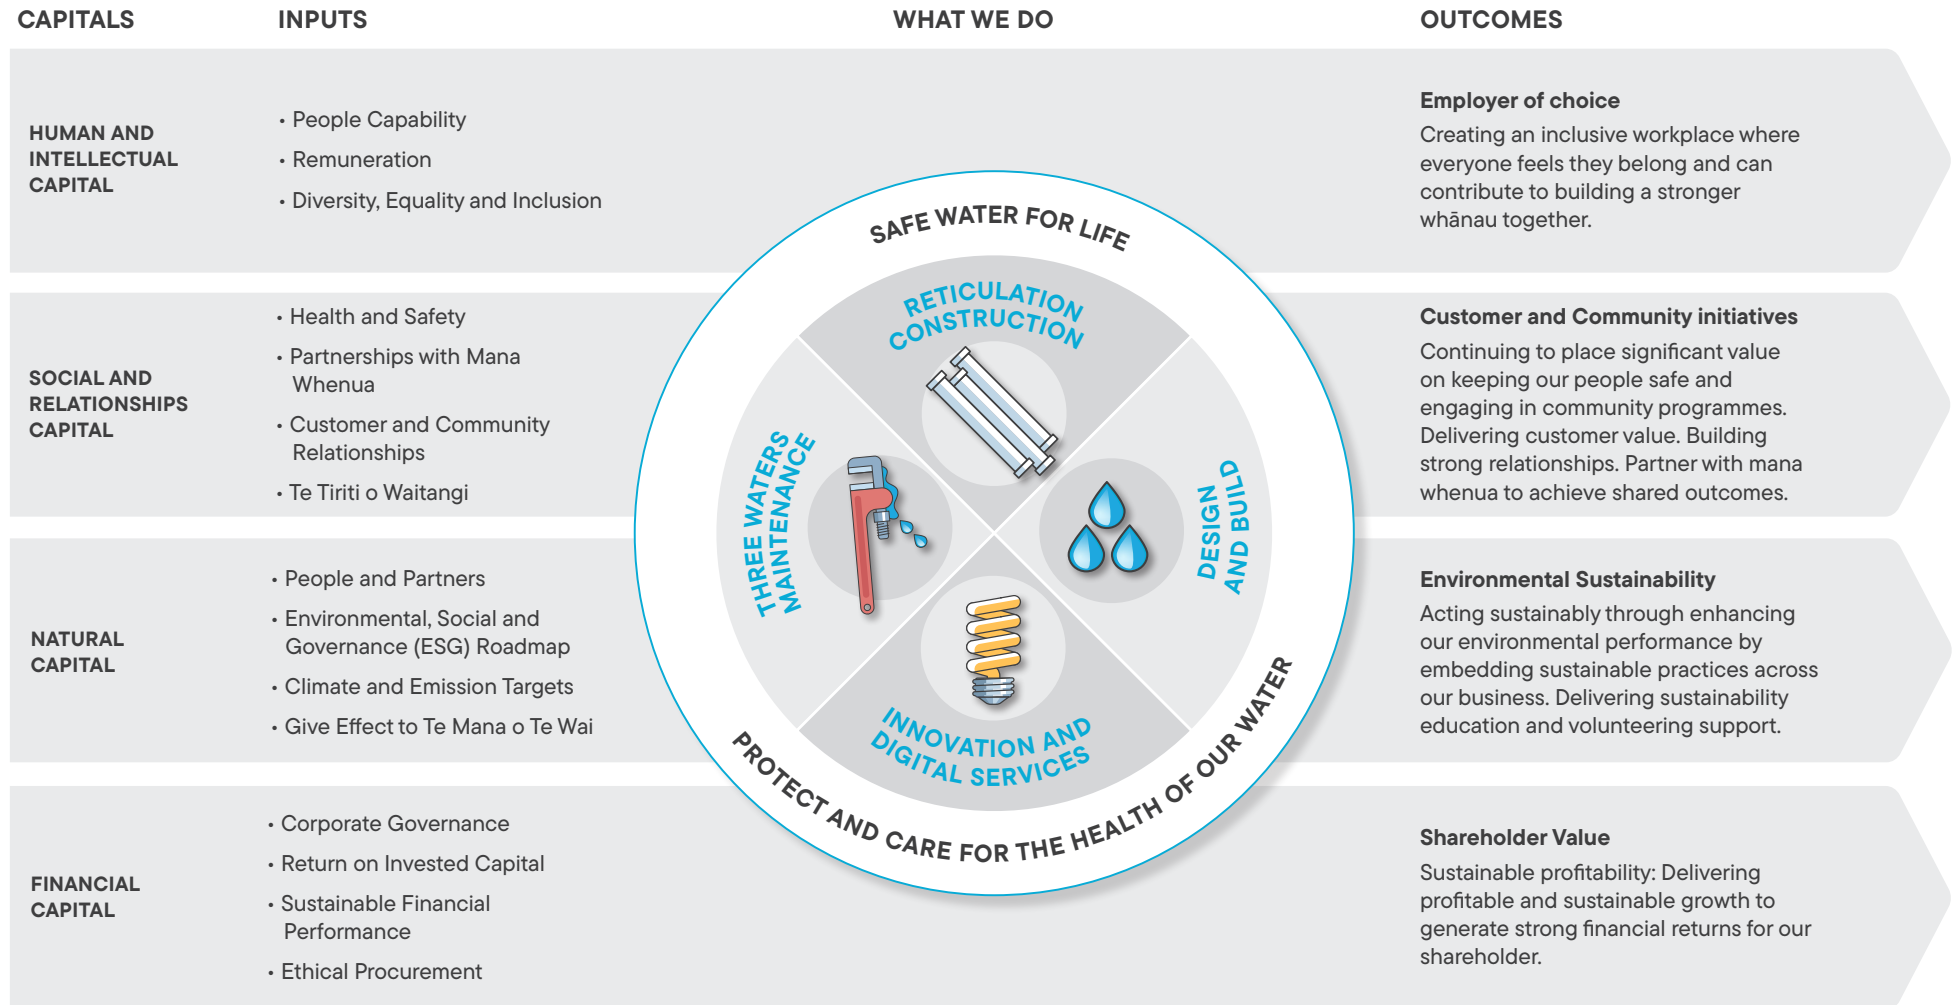 CAPITALS
INPUTS
WHAT WE DO
OUTCOMES
HUMAN AND
INTELLECTUAL
CAPITAL
• People Capability
• Remuneration
• Diversity, Equality and Inclusion
Employer of choice
Creating an inclusive workplace where
everyone feels they belong and can
contribute to building a stronger
whānau together.
SOCIAL AND
RELATIONSHIPS
CAPITAL
• Health and Safety
• Partnerships with Mana
Whenua
• Customer and Community
Relationships
• Te Tiriti o Waitangi
Customer and Community initiatives
Continuing to place significant value
on keeping our people safe and
engaging in community programmes.
Delivering customer value. Building
strong relationships. Partner with mana
whenua to achieve shared outcomes.
NATURAL
CAPITAL
• People and Partners
• Environmental, Social and
Governance (ESG) Roadmap
• Climate and Emission Targets
• Give Effect to Te Mana o Te Wai
Environmental Sustainability
Acting sustainably through enhancing
our environmental performance by
embedding sustainable practices across
our business. Delivering sustainability
education and volunteering support.
FINANCIAL
CAPITAL
• Corporate Governance
• Return on Invested Capital
• Sustainable Financial
Performance
• Ethical Procurement
Shareholder Value
Sustainable profitability: Delivering
profitable and sustainable growth to
generate strong financial returns for our
shareholder.
SAFE WATER FOR LIFE
RETICULATION
CONSTRUCTION
THREE WATERS
MAINTENANCE
DESIGN
AND BUILD
INNOVATION AND
DIGITAL SERVICES
PROTECT AND CARE FOR THE HEALTH OF OUR WATER